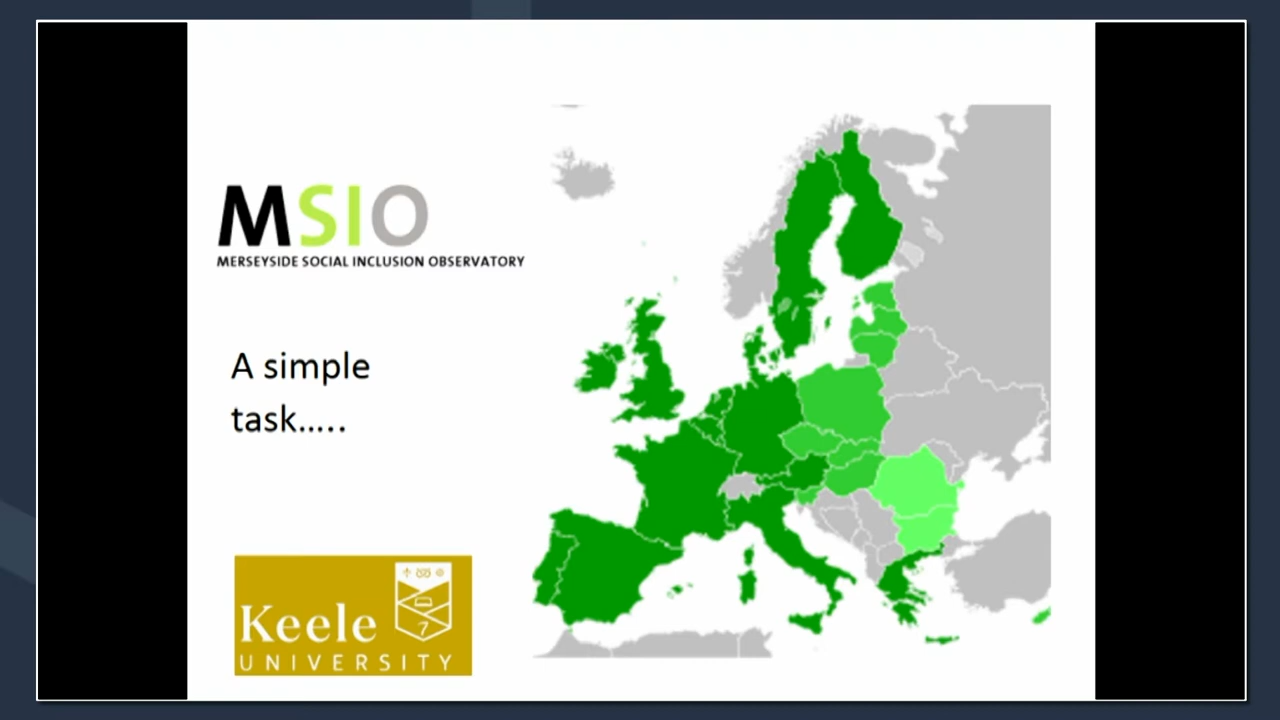 MSIO
MERSEYSIDE SOCIAL INCLUSION OBSERVATORY
A simple
task.....
Keele
UNIVERSITY